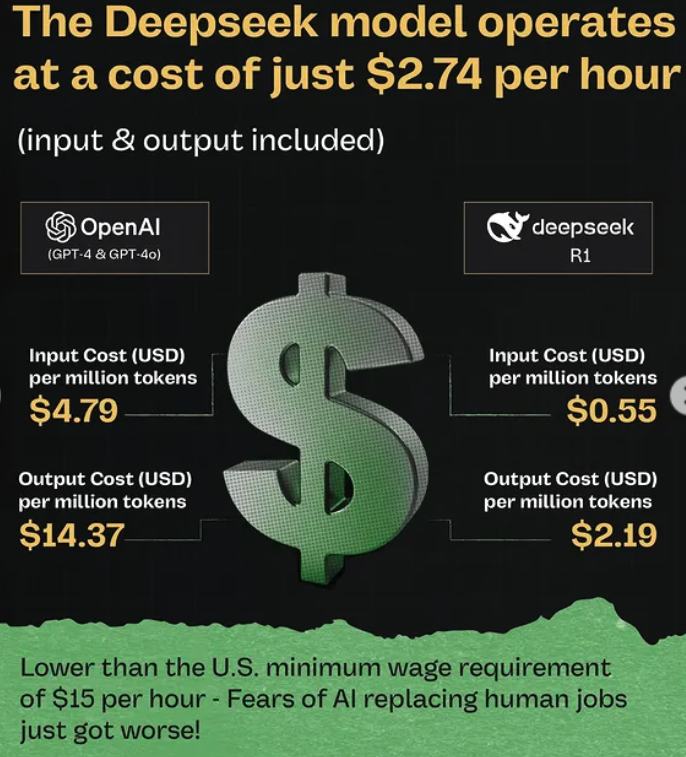 The Deepseek model operates
at a cost of just $2.74 per hour
(input & output included)
OpenAI
(GPT-4 & GPT-4o)
deepseek
R1
Input Cost (USD)
per million tokens
$4.79
Input Cost (USD)
per million tokens
$0.55
Output Cost (USD)
per million tokens
$14.37
Output Cost (USD)
per million tokens
$2.19
Lower than the U.S. minimum wage requirement
of $15 per hour - Fears of AI replacing human jobs
just got worse!